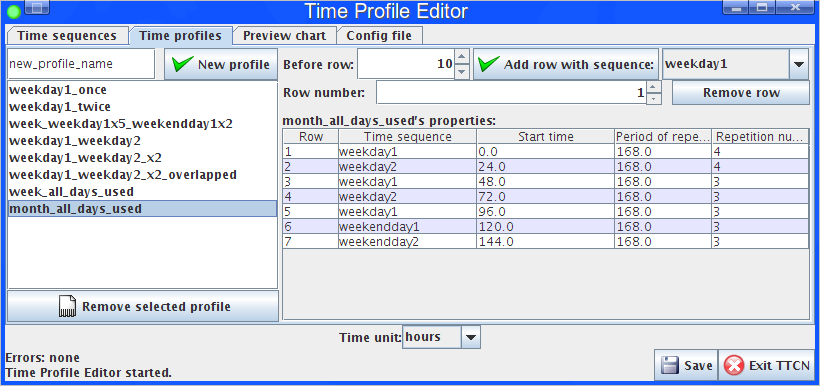 Time Profile Editor
Time sequences Time profiles Preview chart Config file
new_profile_name New profile Before row: 10 Add row with sequence: weekday1
Row number: 1 Remove row
weekday1_once
weekday1_twice
week_weekday1x5_weekendday1x2
weekday1_weekday2
weekday1_weekday2_x2
weekday1_weekday2_x2_overlapped
week_all_days_used
month_all_days_used
Remove selected profile
month_all_days_used's properties:
Row Time sequence Start time Period of repe... Repetition nu...
1 weekday1 0.0 168.0 4
2 weekday2 24.0 168.0 4
3 weekday1 48.0 168.0 3
4 weekday2 72.0 168.0 3
5 weekday1 96.0 168.0 3
6 weekendday1 120.0 168.0 3
7 weekendday2 144.0 168.0 3
Time unit: hours
Errors: none
Time Profile Editor started.
Save Exit TTCN